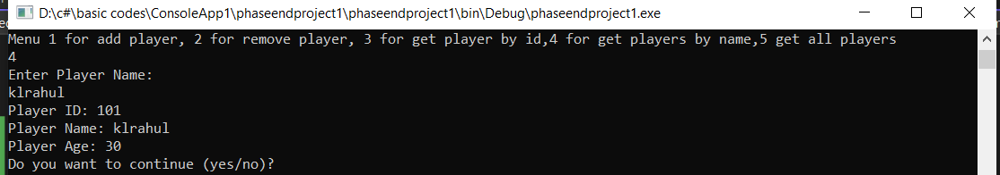 D:\c#\basic codes\ConsoleApp1\phaseendproject1\phaseendproject1\bin\Debug\phaseendproject1.exe
Menu 1 for add player, 2 for remove player, 3 for get player by id,4 for get players by name,5 get all players
4
Enter Player Name:
klrahul
Player ID: 101
Player Name: klrahul
Player Age: 30
Do you want to continue (yes/no)?